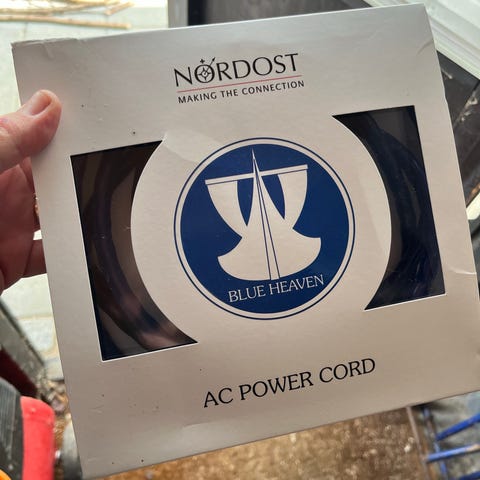 NORDOST
MAKING THE CONNECTION
BLUE HEAVEN
AC POWER CORD